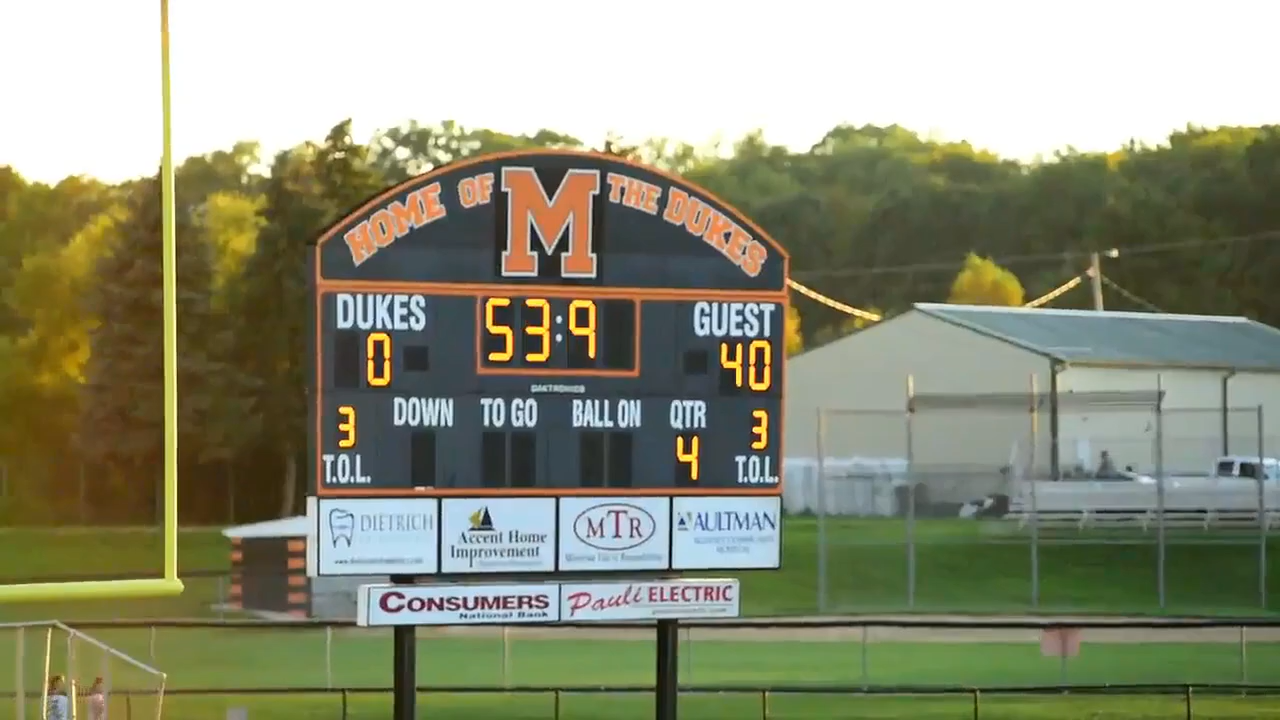 HOME OF M THE DUKES
DUKES 53:9 GUEST
0 40
DAKTRONICS
3 DOWN TO GO BALL ON QTR 3
T.O.L. 4 T.O.L.
DIETRICH
Accent Home
Improvement
MTR
AULTMAN
CONSUMERS
National Bank
Pauli ELECTRIC